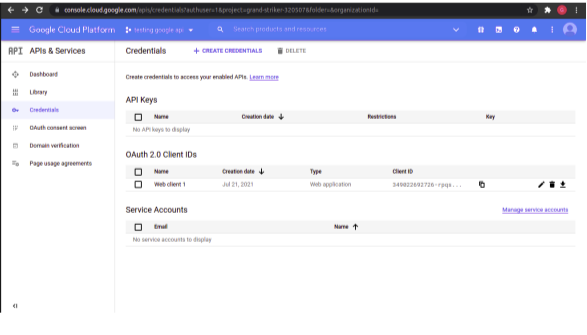 console.cloud.google.com/apis/credentials?authuser=1&project=grand-striker-320507&folder=&organizationId=
Google Cloud Platform testing google api Search products and resources
API APIs & Services
Credentials + CREATE CREDENTIALS DELETE
Dashboard
Library
Credentials
OAuth consent screen
Domain verification
Page usage agreements
Create credentials to access your enabled APIs. Learn more
API Keys
Name Creation date Restrictions Key
No API keys to display
OAuth 2.0 Client IDs
Name Creation date Type Client ID
Web client 1 Jul 21, 2021 Web application
Service Accounts Manage service accounts
Email Name
No service accounts to display